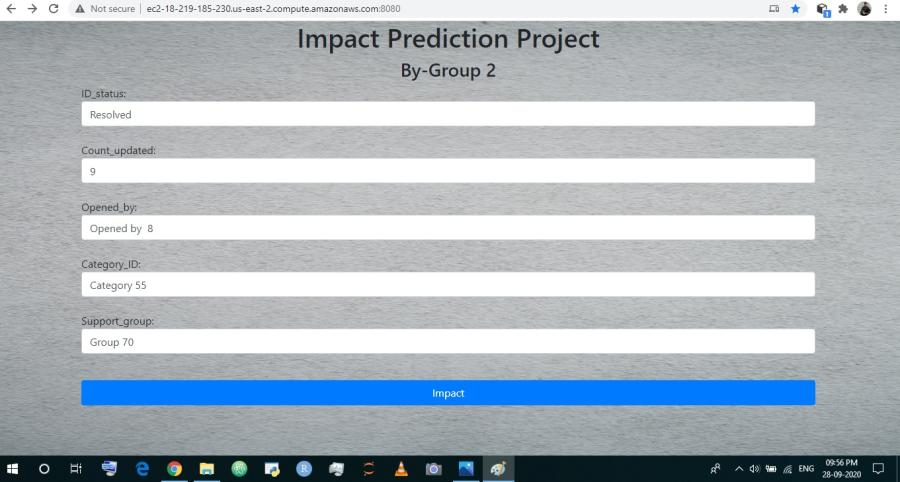 Not secure | ec2-18-219-185-230.us-east-2.compute.amazonaws.com:8080
1
Impact Prediction Project
By-Group 2
ID_status:
Resolved
Count_updated:
9
Opened_by:
Opened by  8
Category_ID:
Category 55
Support_group:
Group 70
Impact
R
ENG
09:56 PM
28-09-2020